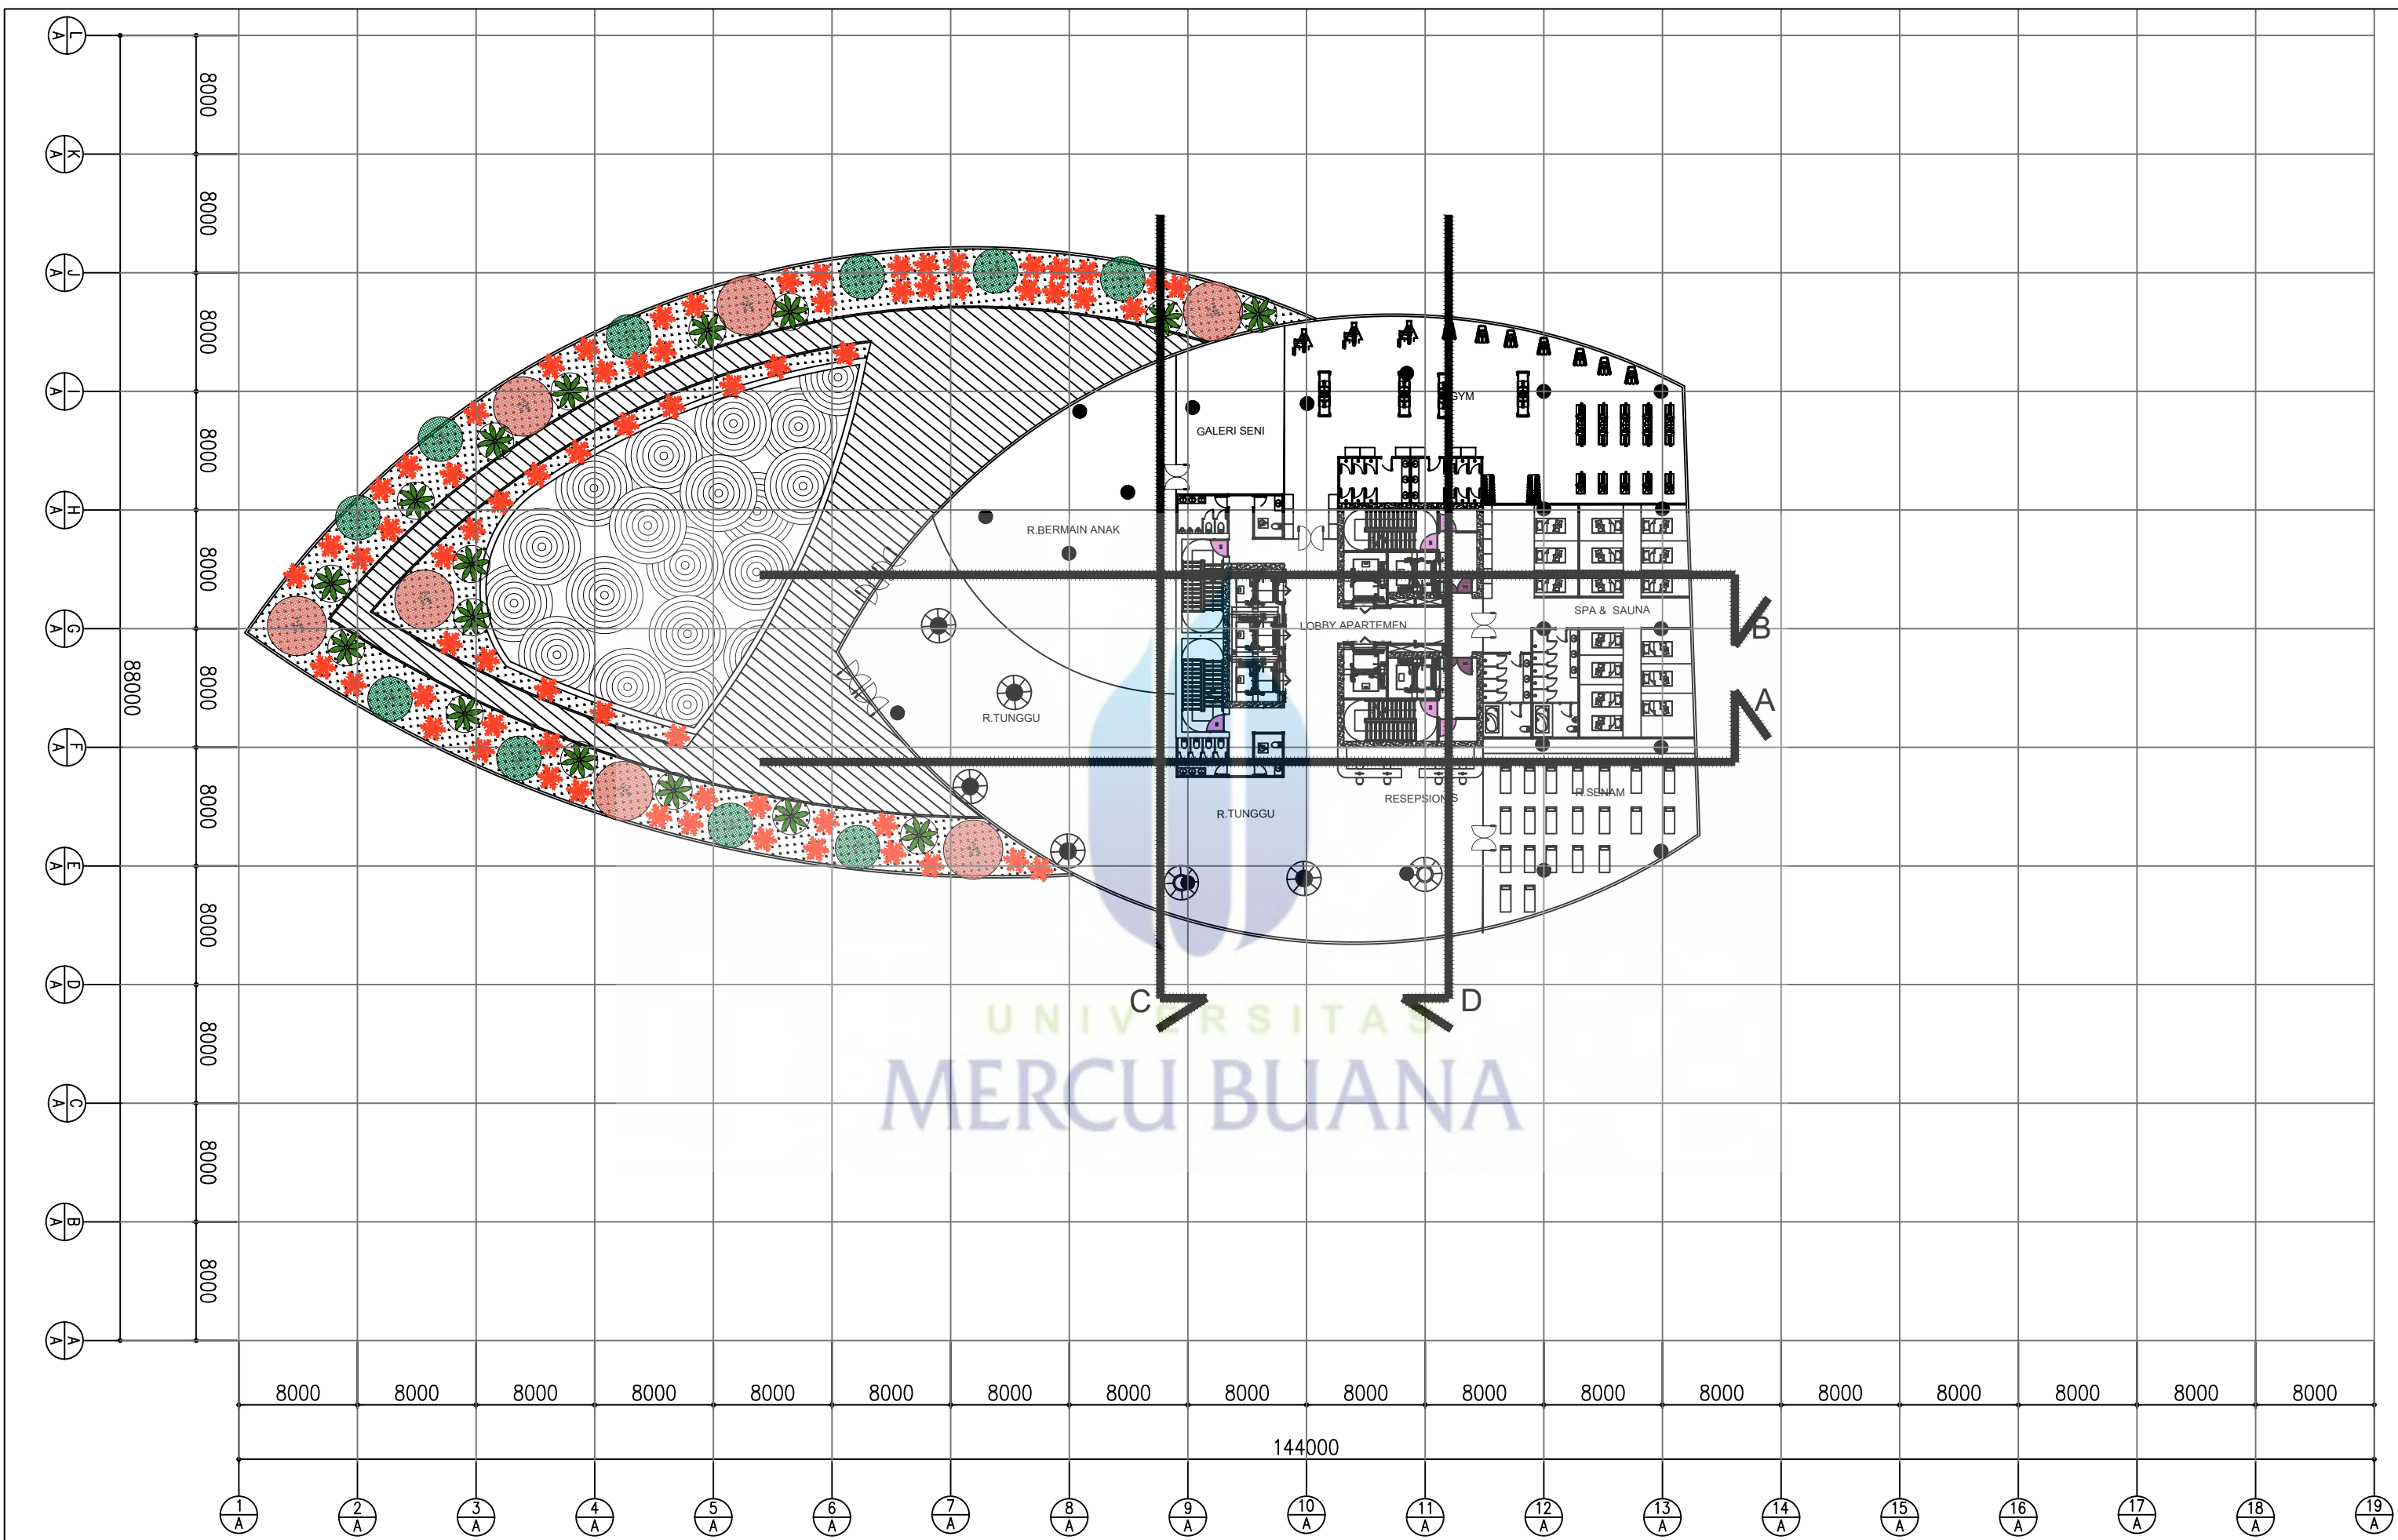 L
A
8000
K
A
8000
J
A
8000
I
A
8000
H
A
8000
G
A
8000
88000
F
A
8000
E
A
8000
D
A
8000
C
A
8000
B
A
8000
A
A
GYM
GALERI SENI
R.BERMAIN ANAK
SPA & SAUNA
LOBBY APARTEMEN
B
A
R.TUNGGU
RESEPSIONIS
R.SENAM
R.TUNGGU
C
D
UNIVERSITAS
MERCU BUANA
8000 8000 8000 8000 8000 8000 8000 8000 8000 8000 8000 8000 8000 8000 8000 8000 8000 8000
144000
1 2 3 4 5 6 7 8 9 10 11 12 13 14 15 16 17 18 19
A A A A A A A A A A A A A A A A A A A